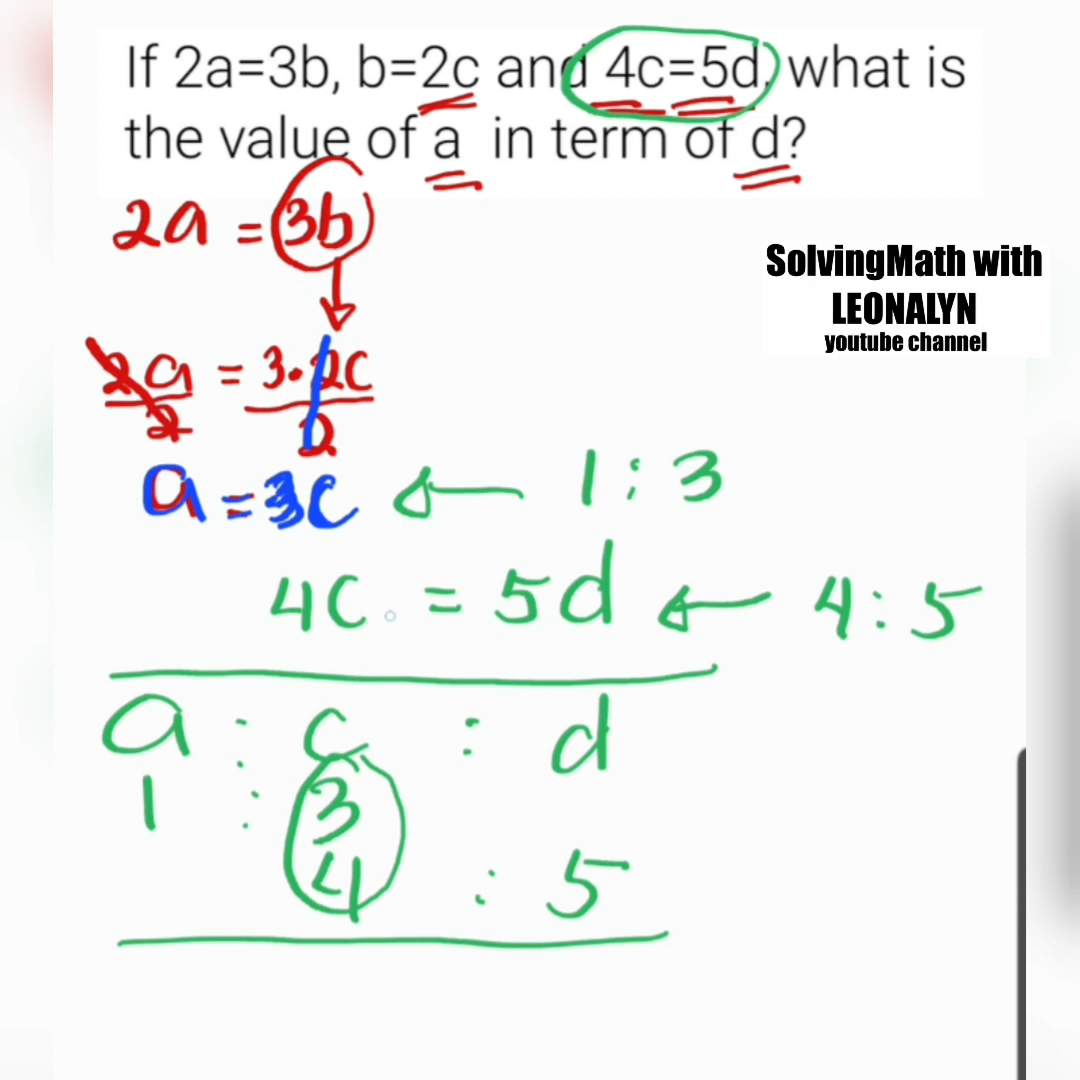 If 2a=3b, b=2c and 4c=5d, what is
the value of a in term of d?
2a = 3b
SolvingMath with
LEONALYN
youtube channel
2a = 3·2c
2 2
a = 3c ← 1 : 3
4c = 5d ← 4 : 5
a : c : d
1 : 3
4 : 5